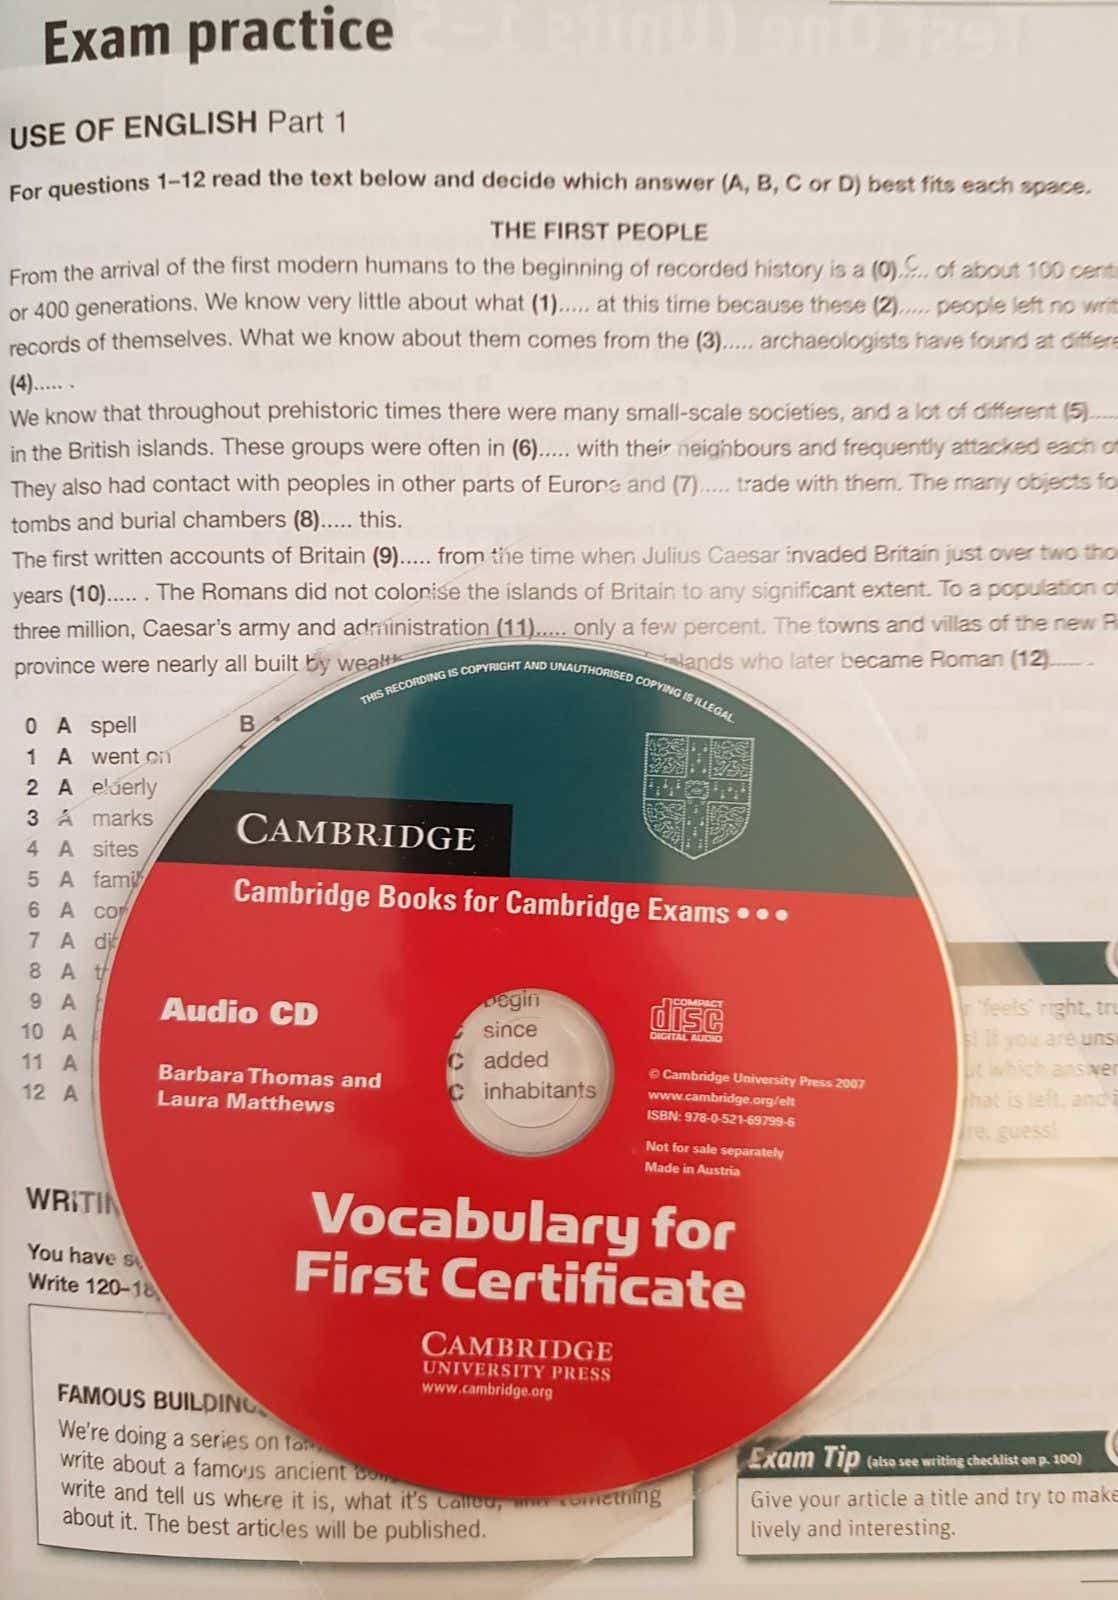 Exam practice
USE OF ENGLISH Part 1
For questions 1–12 read the text below and decide which answer (A, B, C or D) best fits each space.
THE FIRST PEOPLE
From the arrival of the first modern humans to the beginning of recorded history is a (0).C... of about 100
or 400 generations. We know very little about what (1)..... at this time because these (2)..... people left no
records of themselves. What we know about them comes from the (3)..... archaeologists have found at
(4)..... .
We know that throughout prehistoric times there were many small-scale societies, and a lot of different (5).....
in the British islands. These groups were often in (6)..... with their neighbours and frequently attacked each
They also had contact with peoples in other parts of Europe and (7)..... trade with them. The many objects
tombs and burial chambers (8)..... this.
The first written accounts of Britain (9)..... from the time when Julius Caesar invaded Britain just over two
years (10)..... . The Romans did not colonise the islands of Britain to any significant extent. To a population
three million, Caesar's army and administration (11)..... only a few percent. The towns and villas of the new
province were nearly all built by who later became Roman (12)..... .
0 A spell B
1 A went on
2 A elderly
3 A marks
4 A sites
5 A
6 A
7 A
8 A
9 A
10 A
11 A
12 A
THIS RECORDING IS COPYRIGHT AND UNAUTHORISED COPYING IS ILLEGAL
CAMBRIDGE
Cambridge Books for Cambridge Exams •••
Audio CD
Barbara Thomas and
Laura Matthews
begin
since
C added
C inhabitants
COMPACT
disc
DIGITAL AUDIO
© Cambridge University Press 2007
www.cambridge.org/elt
ISBN: 978-0-521-69799-6
Not for sale separately
Made in Austria
Vocabulary for
First Certificate
CAMBRIDGE
UNIVERSITY PRESS
www.cambridge.org
'feels' right,
If you are
which answer
what is left, and
guess!
You have
Write 120–
FAMOUS
We're doing a series on
write about a famous ancient
write and tell us where it is, what it's called, something
about it. The best articles will be published.
Exam Tip (also see writing checklist on p. 100)
Give your article a title and try to make
lively and interesting.